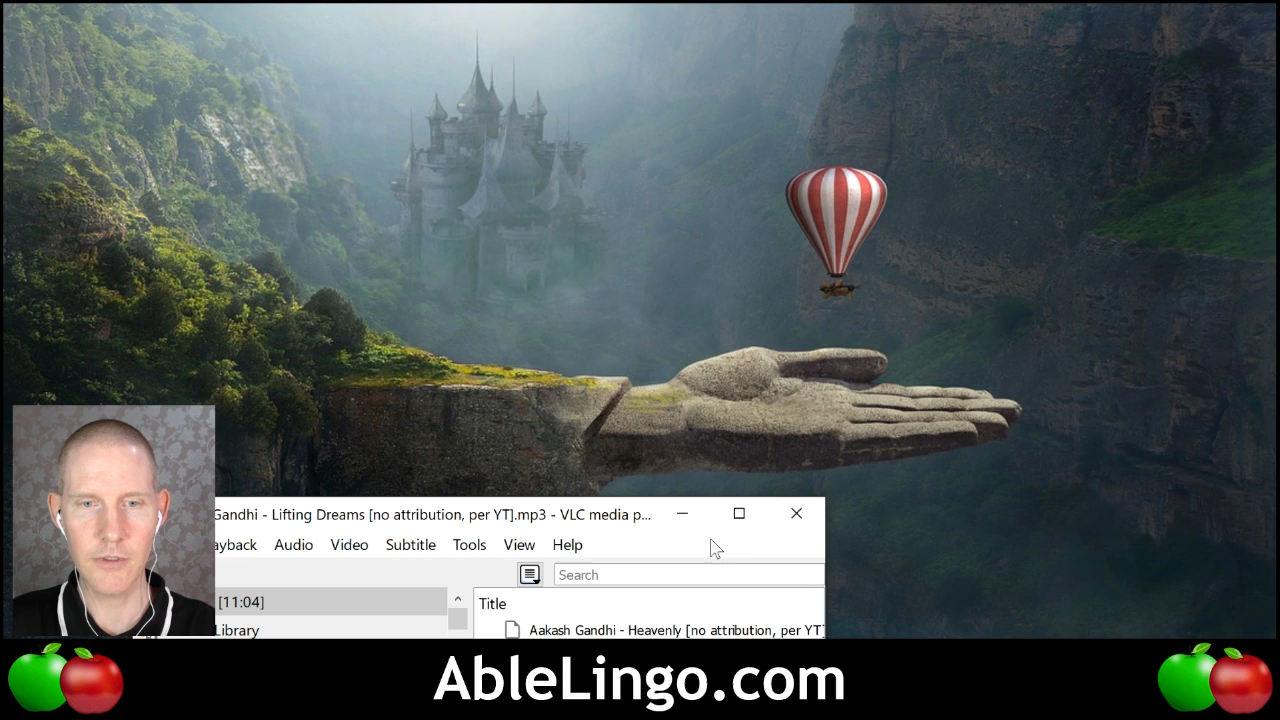 Gandhi - Lifting Dreams [no attribution, per YT].mp3 - VLC media p...
ayback Audio Video Subtitle Tools View Help
Search
[11:04]
Title
Library
Aakash Gandhi - Heavenly [no attribution, per YT]
AbleLingo.com